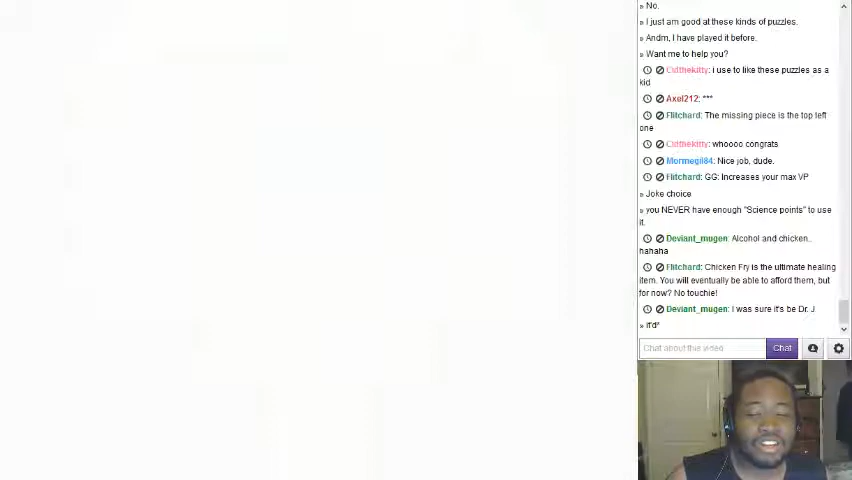 » No.
» I just am good at these kinds of puzzles.
» Andm, I have played it before.
» Want me to help you?
Cidthekitty: i use to like these puzzles as a
kid
Axel212: ***
Flitchard: The missing piece is the top left
one
Cidthekitty: whoooo congrats
Mormegil84: Nice job, dude.
Flitchard: GG: Increases your max VP
» Joke choice
» you NEVER have enough "Science points" to use
it.
Deviant_mugen: Alcohol and chicken..
hahaha
Flitchard: Chicken Fry is the ultimate healing
item. You will eventually be able to afford them, but
for now? No touchie!
Deviant_mugen: I was sure it's be Dr. J
» it'd*
Chat about this video
Chat